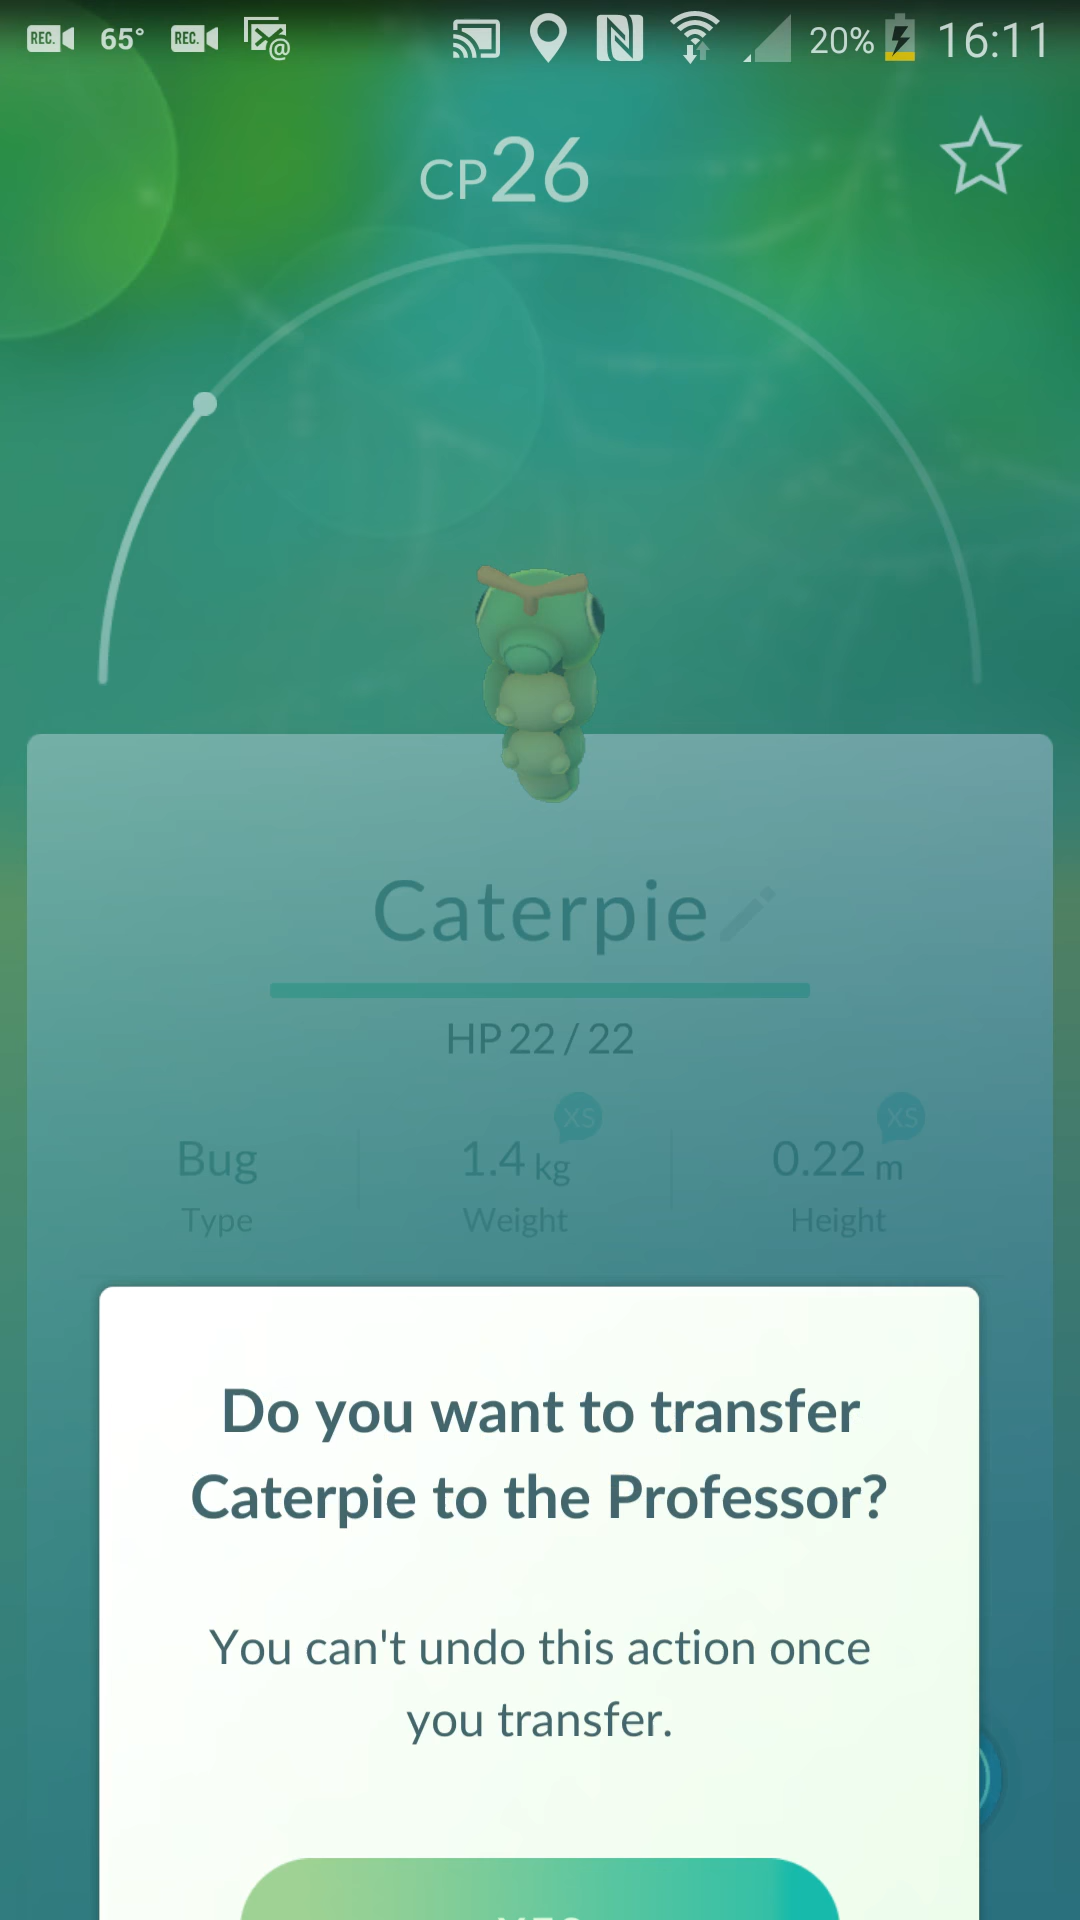 REC. 65° REC. @ 20% 16:11
CP26
Caterpie
HP 22 / 22
XS XS
Bug 1.4 kg 0.22 m
Type Weight Height
Do you want to transfer
Caterpie to the Professor?
You can't undo this action once
you transfer.
YES